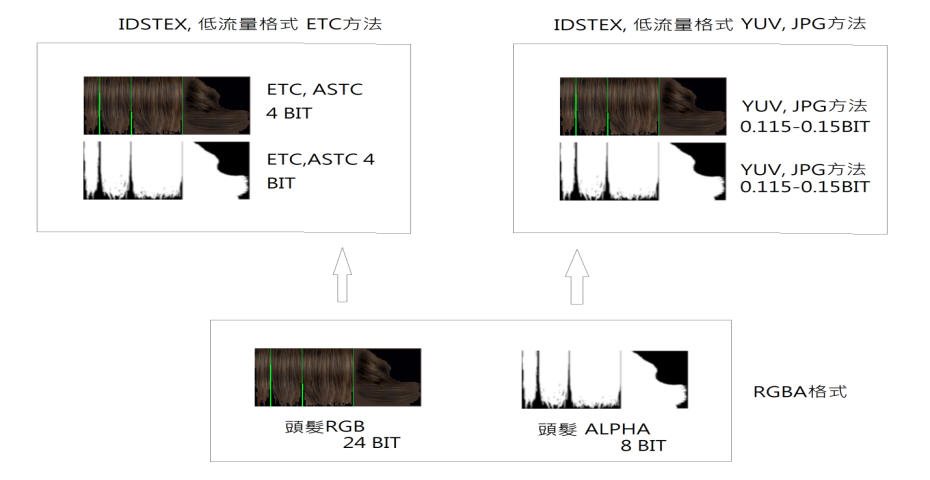 IDSTEX, 低流量格式 ETC方法
IDSTEX, 低流量格式 YUV, JPG方法
ETC, ASTC
4 BIT
ETC,ASTC 4
BIT
YUV, JPG方法
0.115-0.15BIT
YUV, JPG方法
0.115-0.15BIT
頭髮RGB
24 BIT
頭髮 ALPHA
8 BIT
RGBA格式